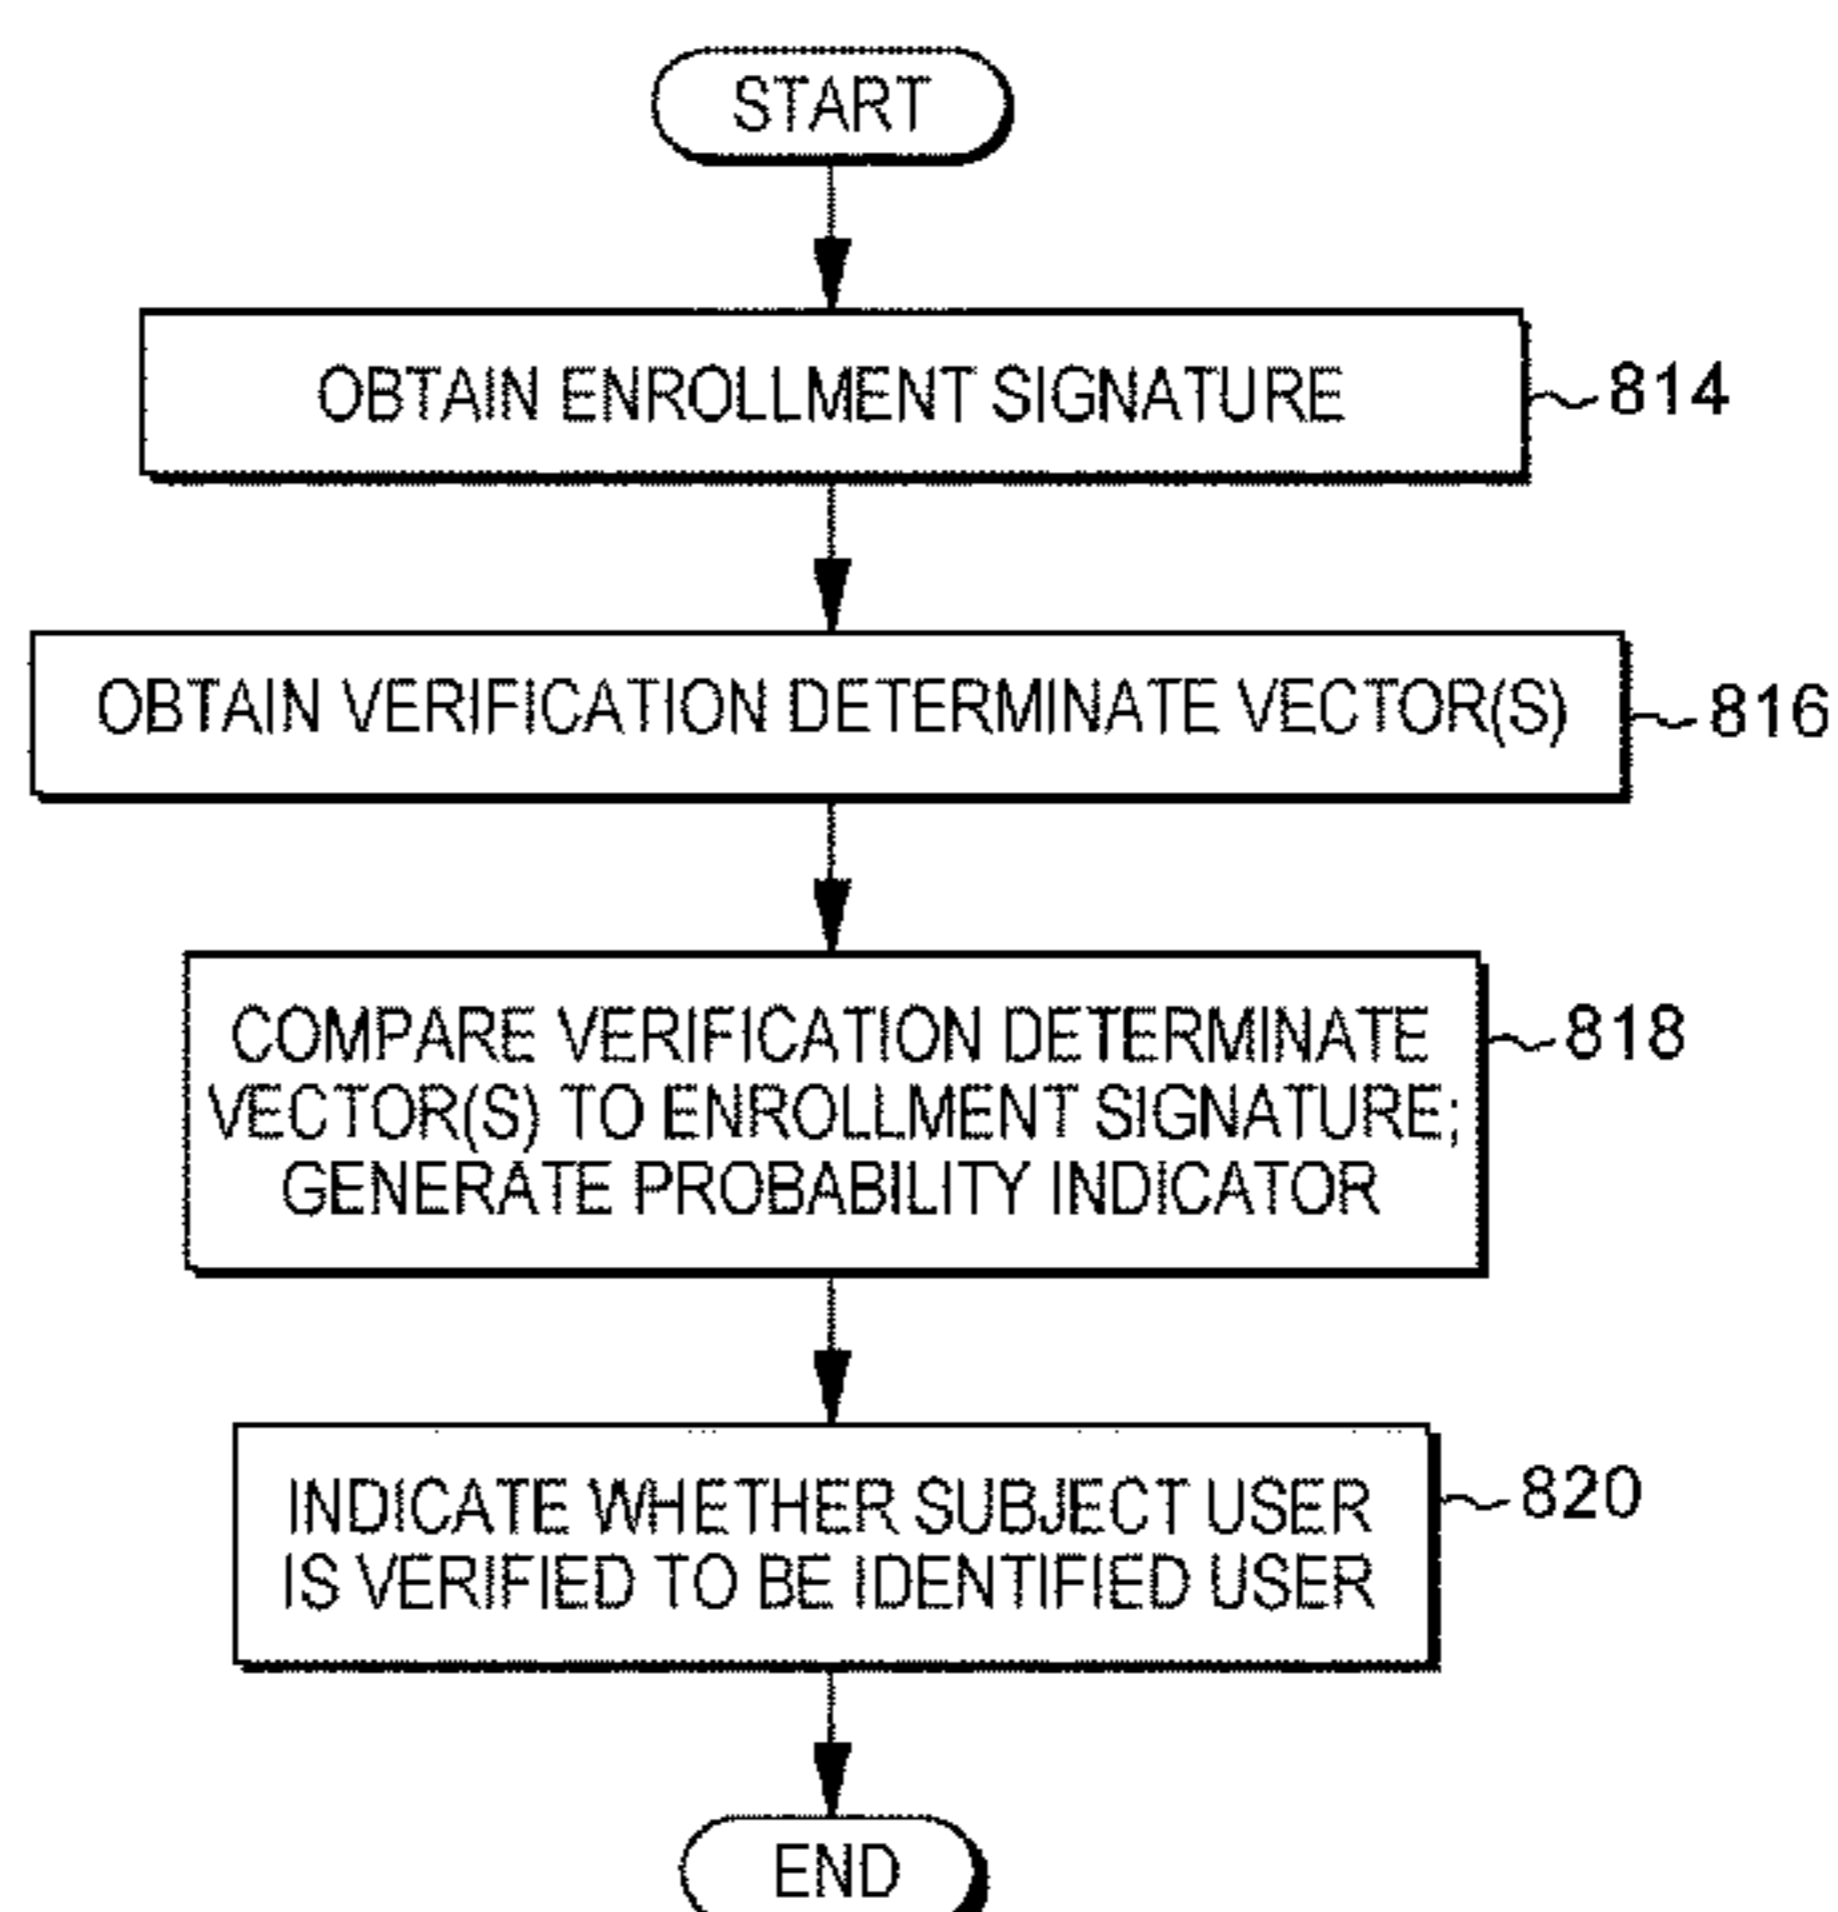 START
OBTAIN ENROLLMENT SIGNATURE
814
OBTAIN VERIFICATION DETERMINATE VECTOR(S)
816
COMPARE VERIFICATION DETERMINATE
VECTOR(S) TO ENROLLMENT SIGNATURE;
GENERATE PROBABILITY INDICATOR
818
INDICATE WHETHER SUBJECT USER
IS VERIFIED TO BE IDENTIFIED USER
820
END